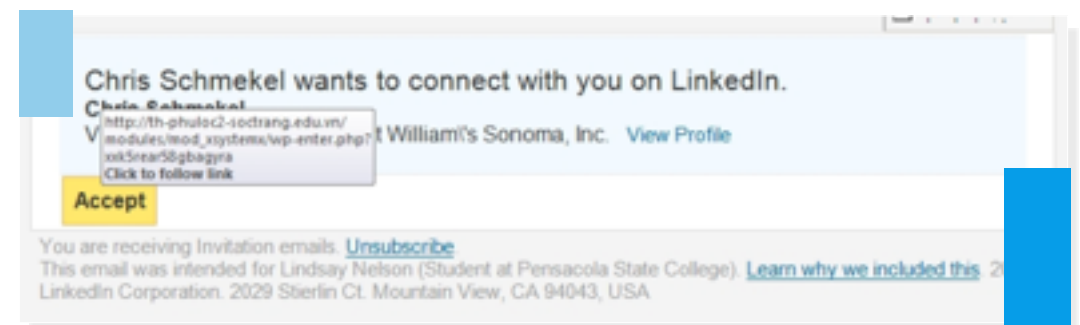 Chris Schmekel wants to connect with you on LinkedIn.
Chris Schmekel
http://th-phuloc2-soctrang.edu.vn/
modules/mod_xsystemx/wp-enter.php?
Click to follow link
V t William\'s Sonoma, Inc. View Profile
Accept
You are receiving Invitation emails. Unsubscribe.
This email was intended for Lindsay Nelson (Student at Pensacola State College). Learn why we included this. 2
LinkedIn Corporation. 2029 Stierlin Ct. Mountain View, CA 94043, USA